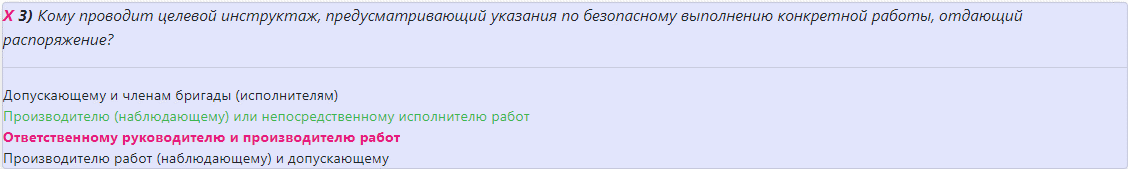 X 3) Кому проводит целевой инструктаж, предусматривающий указания по безопасному выполнению конкретной работы, отдающий
распоряжение?
Допускающему и членам бригады (исполнителям)
Производителю (наблюдающему) или непосредственному исполнителю работ
Ответственному руководителю и производителю работ
Производителю работ (наблюдающему) и допускающему